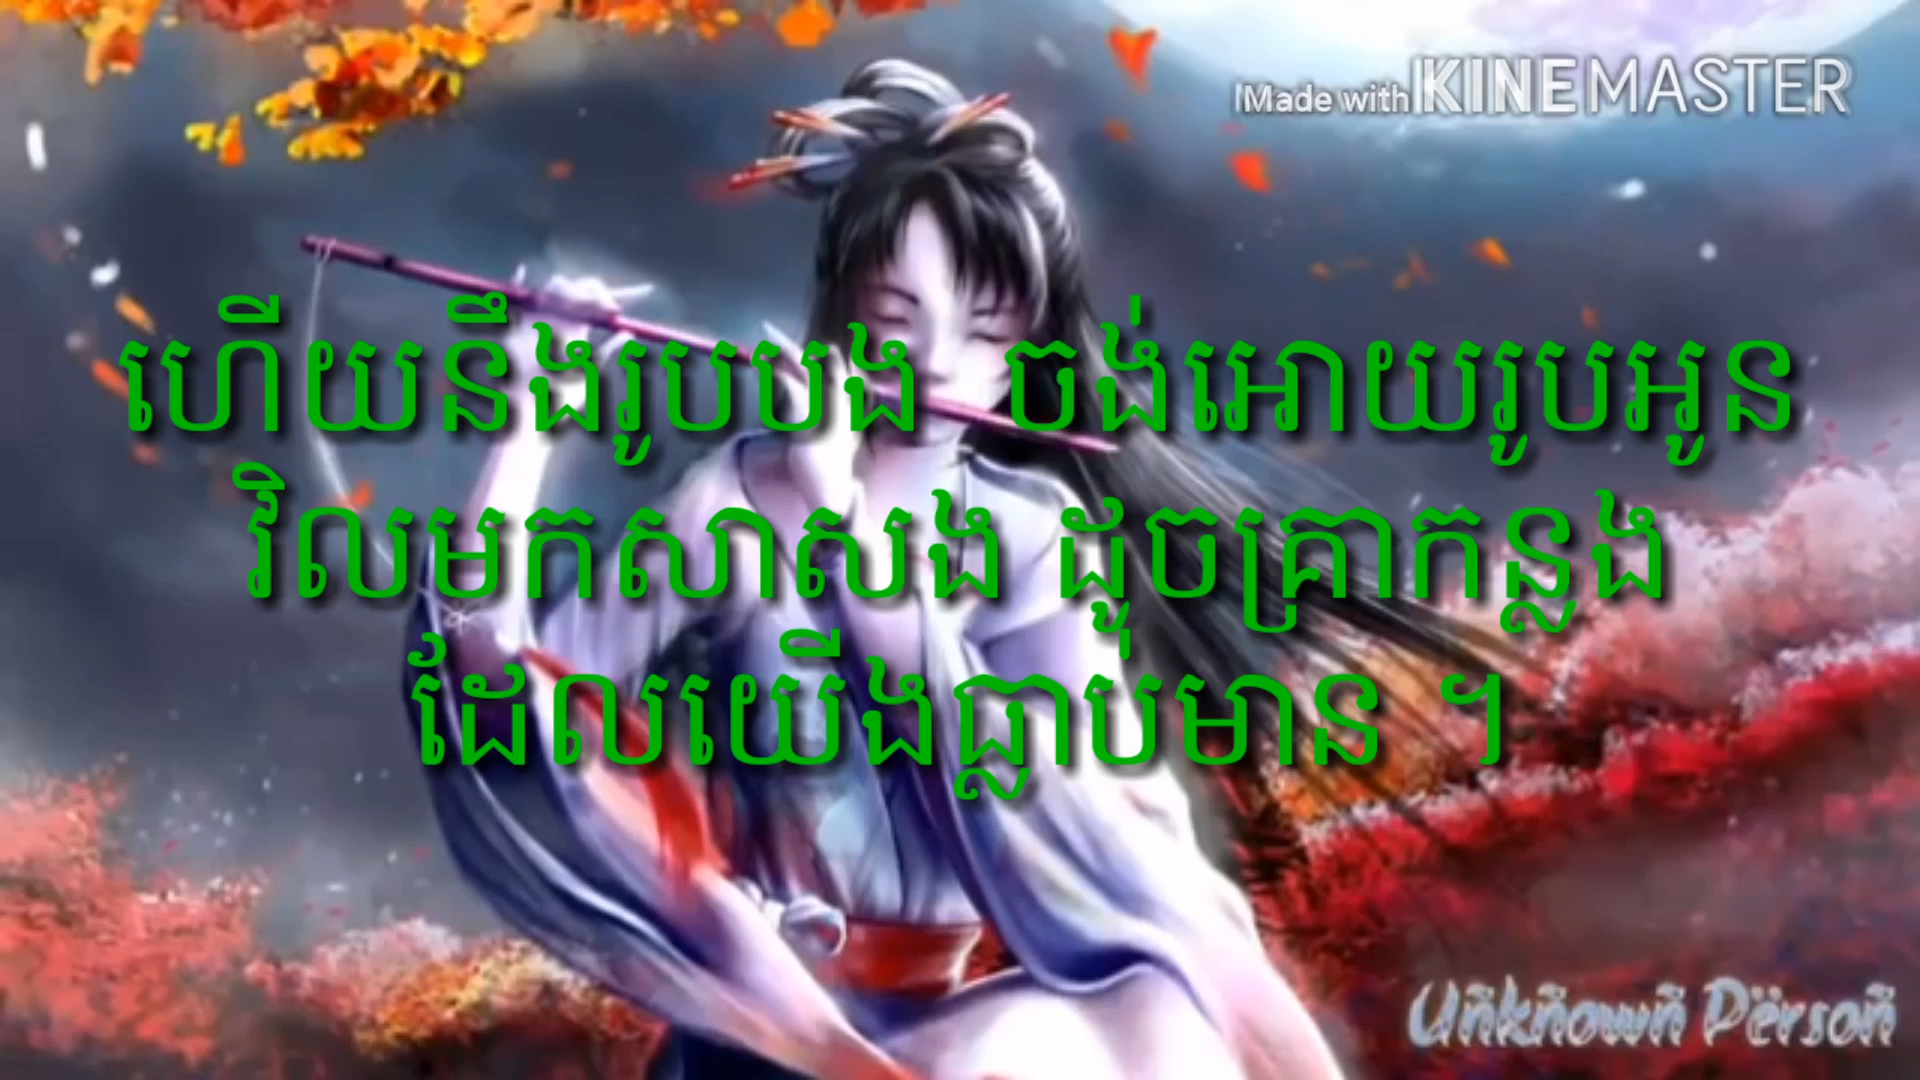 Made with KINEMASTER
ហើយនឹងរូបបង ចង់អោយរូបអូន
វិលមកសាសង ដូចគ្រាកន្លង
ដែលយើងធ្លាប់មាន ។
Uñkñowñ Përsoñ